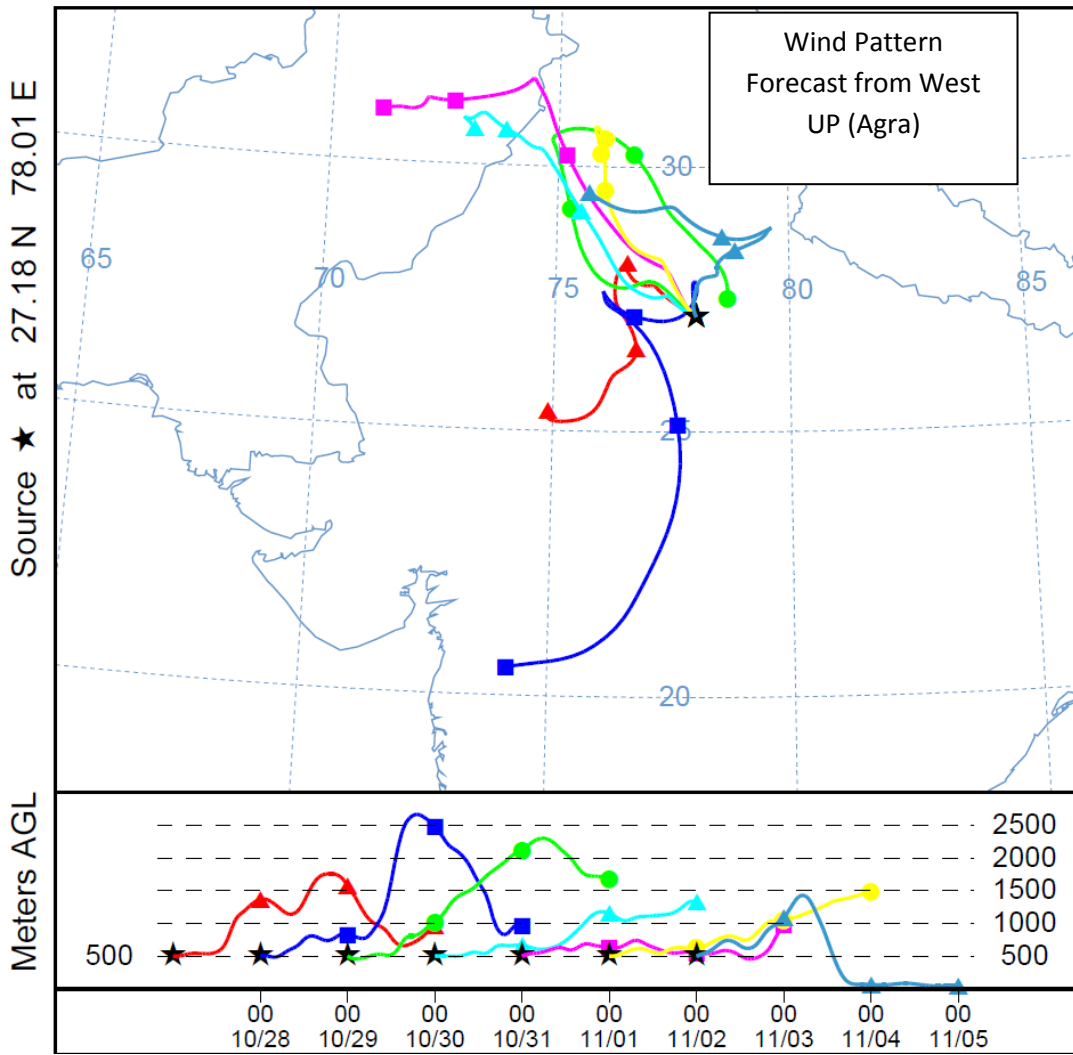 Wind Pattern
Forecast from West
UP (Agra)
Source ★ at 27.18 N 78.01 E
30
65
70
75
80
85
25
20
Meters AGL
2500
2000
1500
1000
500
500
00 00 00 00 00 00 00 00 00
10/28 10/29 10/30 10/31 11/01 11/02 11/03 11/04 11/05